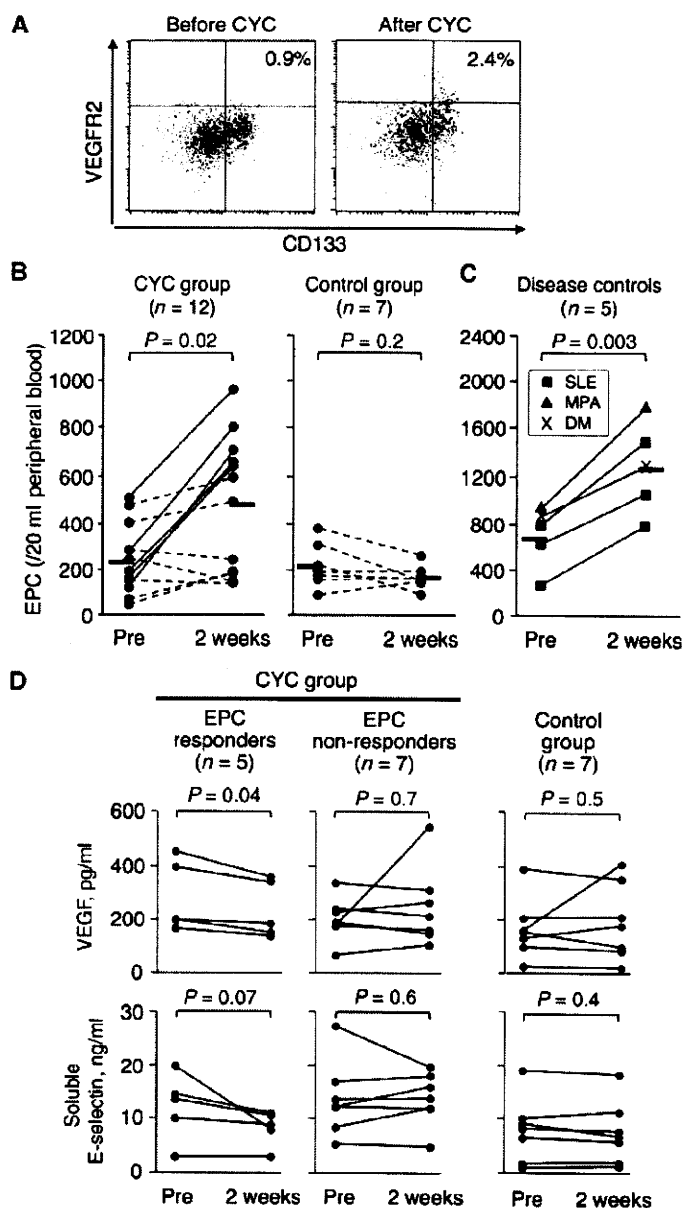 A
Before CYC
After CYC
0.9%
2.4%
VEGFR2
CD133
B
CYC group
(n = 12)
Control group
(n = 7)
C
Disease controls
(n = 5)
P = 0.02
P = 0.2
P = 0.003
EPC (/20 ml peripheral blood)
1200
1000
800
600
400
200
0
2400
2000
1600
1200
800
400
0
SLE
MPA
DM
Pre
2 weeks
Pre
2 weeks
Pre
2 weeks
D
CYC group
EPC
responders
(n = 5)
EPC
non-responders
(n = 7)
Control
group
(n = 7)
P = 0.04
P = 0.7
P = 0.5
VEGF, pg/ml
600
400
200
0
P = 0.07
P = 0.6
P = 0.4
Soluble
E-selectin, ng/ml
30
20
10
0
Pre
2 weeks
Pre
2 weeks
Pre
2 weeks